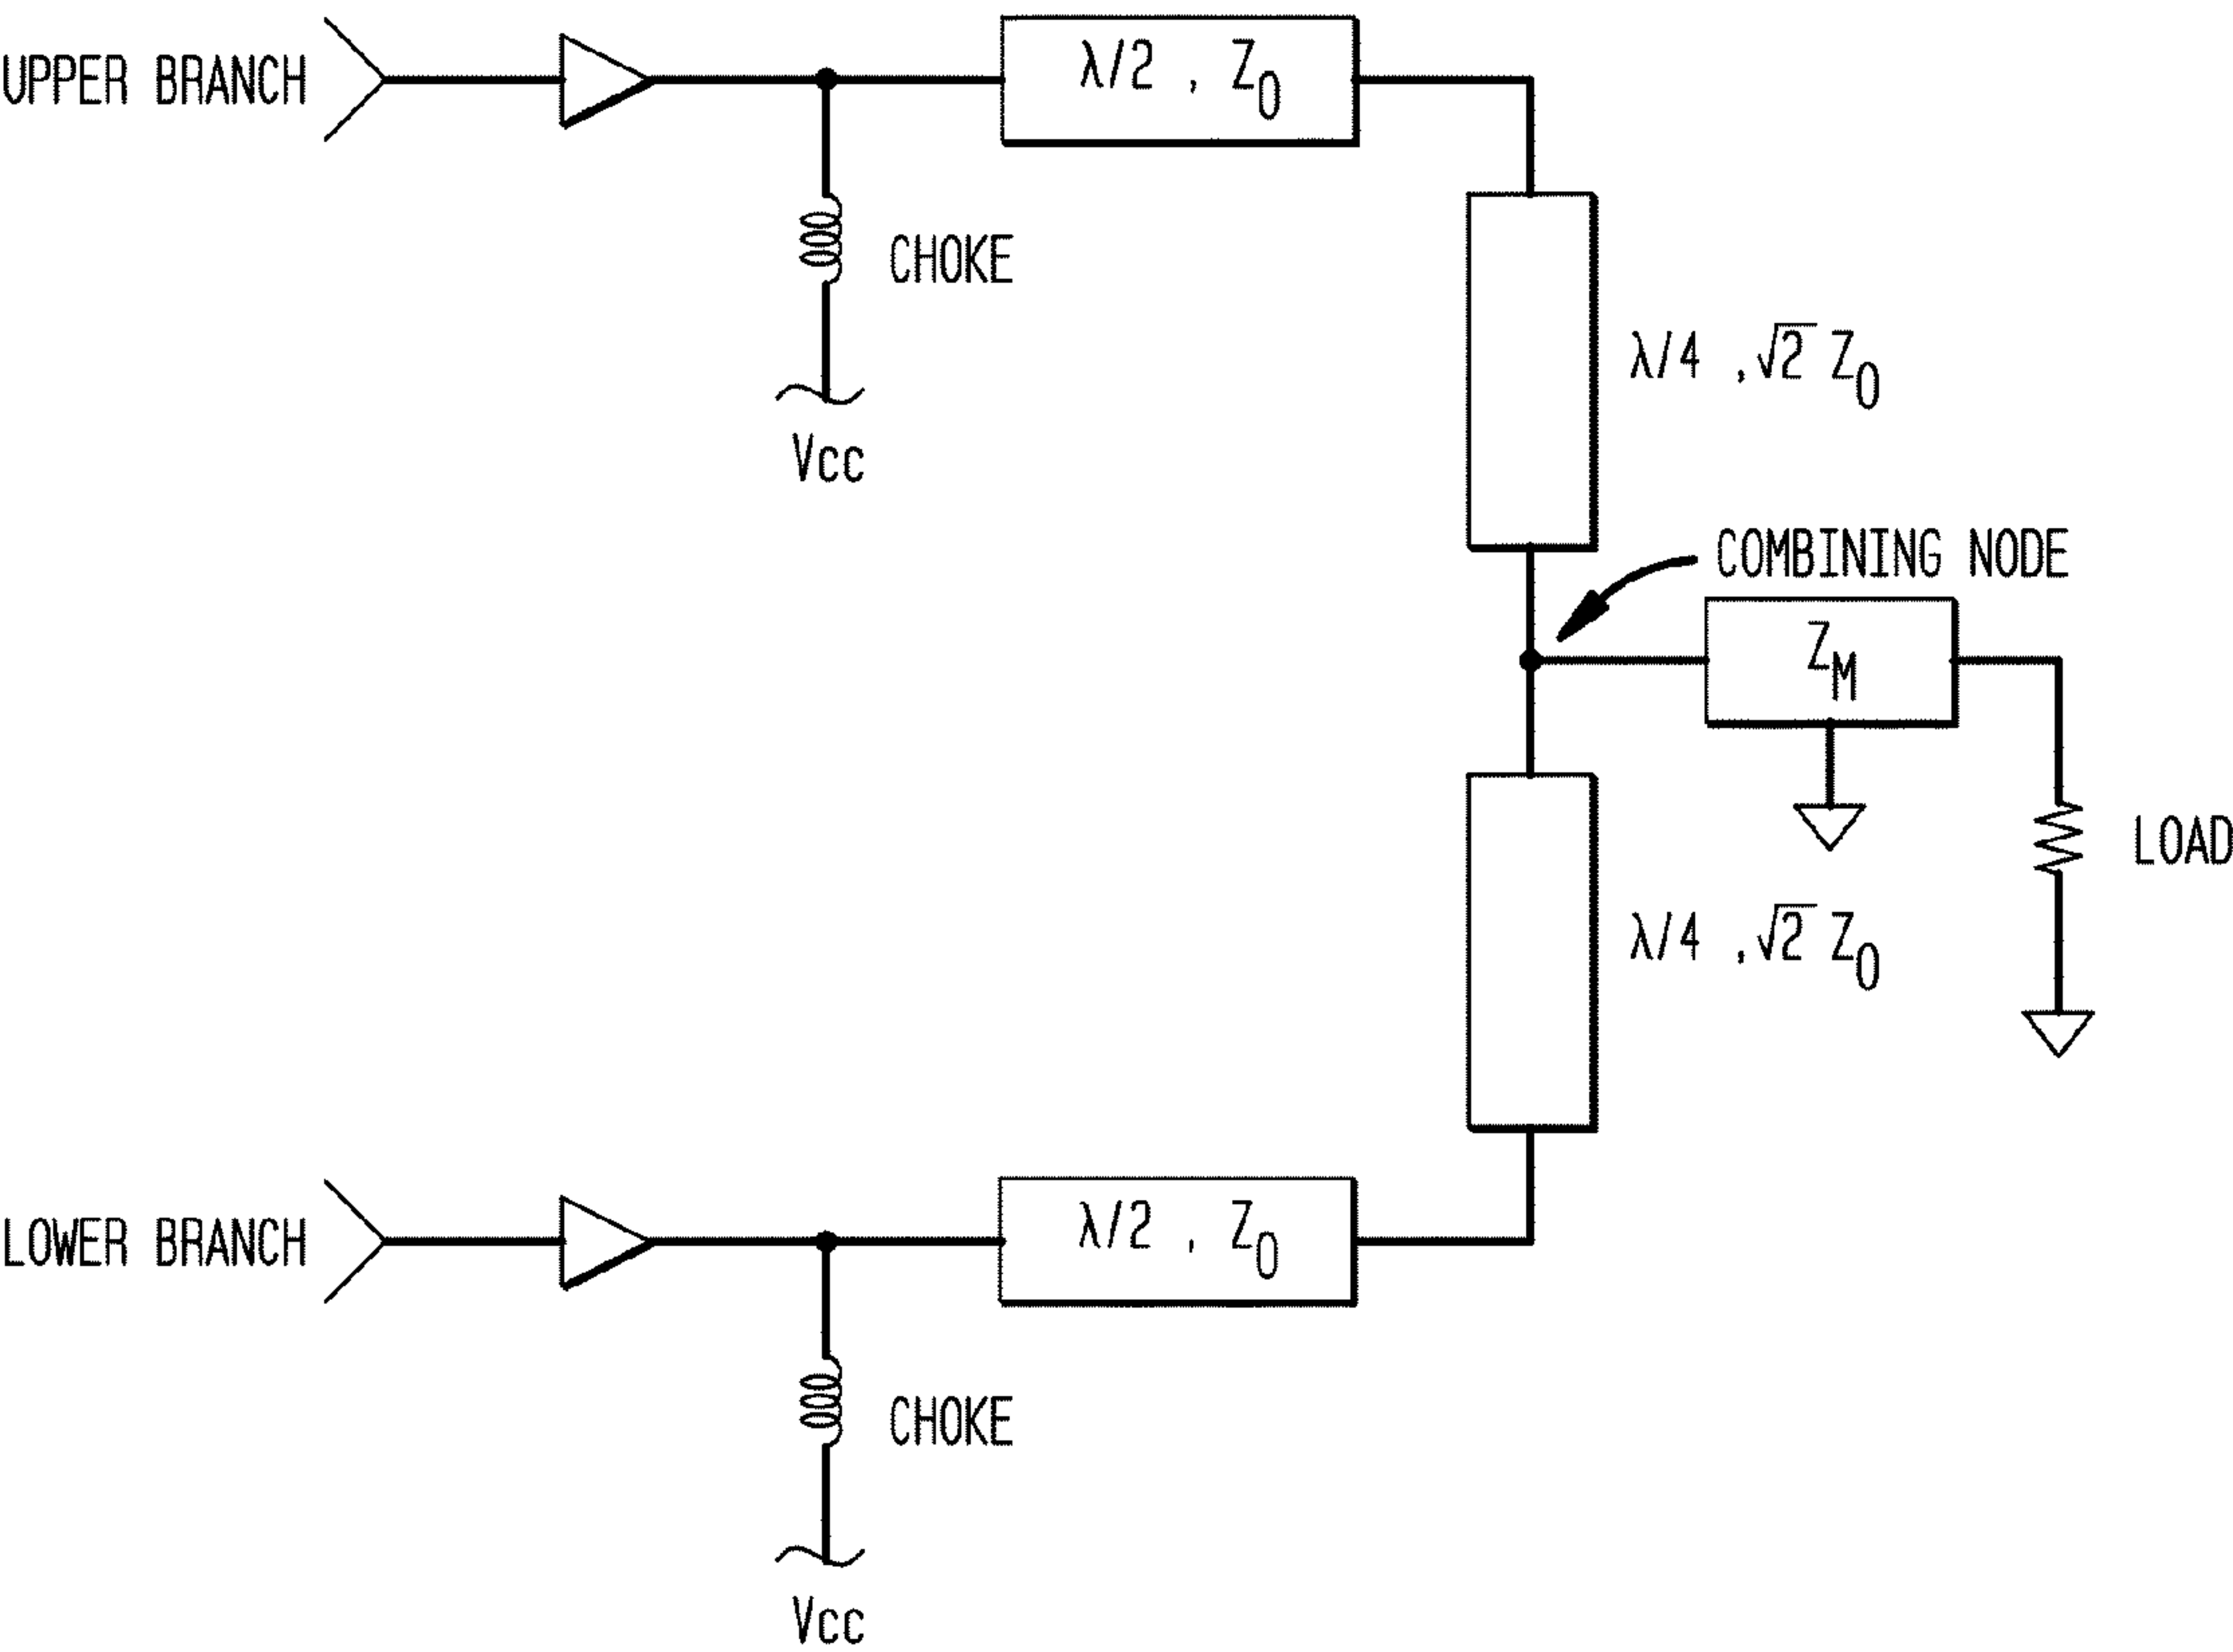 UPPER BRANCH
λ/2 , Z0
CHOKE
Vcc
λ/4 ,√2 Z0
COMBINING NODE
ZM
LOAD
λ/4 ,√2 Z0
LOWER BRANCH
λ/2 , Z0
CHOKE
Vcc